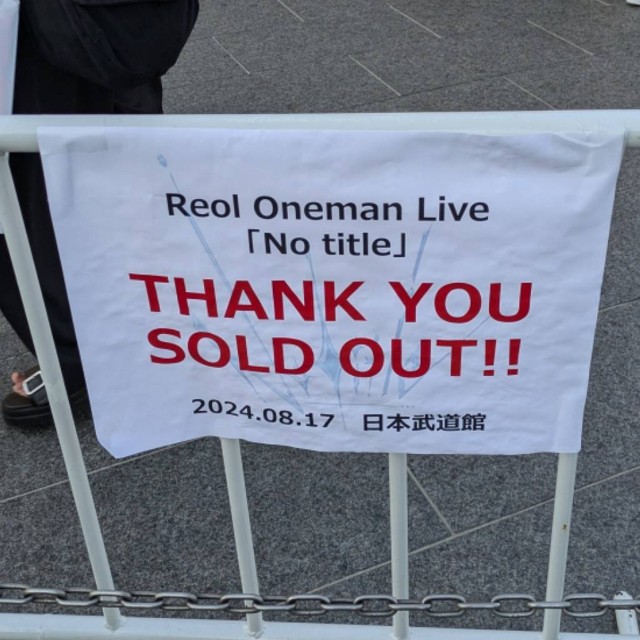 Reol Oneman Live
「No title」
THANK YOU
SOLD OUT!!
2024.08.17 日本武道館